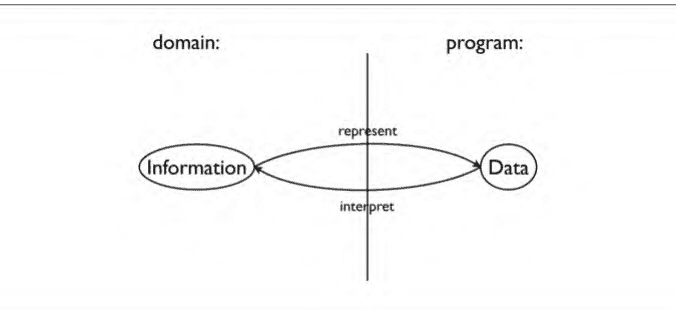 domain:
program:
represent
Information
Data
interpret